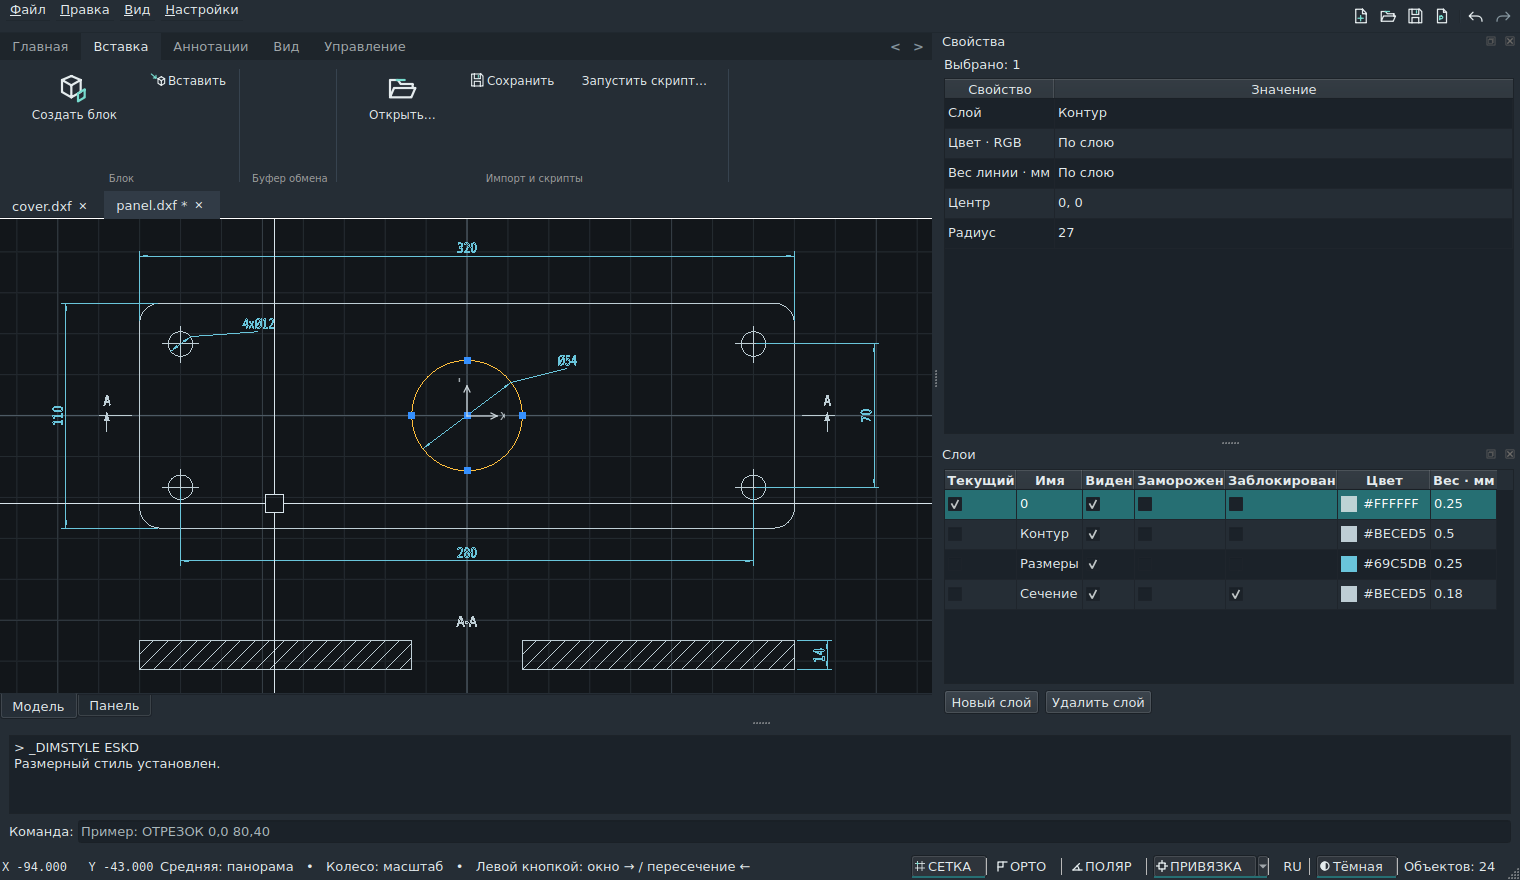 Файл Правка Вид Настройки
Главная Вставка Аннотации Вид Управление < >
Создать блок
Вставить
Блок
Буфер обмена
Открыть...
Сохранить
Запустить скрипт...
Импорт и скрипты
cover.dxf ×
panel.dxf * ×
320
4xØ12
Ø54
A
A
110
70
X
280
A-A
14
Модель Панель
Свойства
Выбрано: 1
Свойство Значение
Слой Контур
Цвет · RGB По слою
Вес линии · мм По слою
Центр 0, 0
Радиус 27
Слои
Текущий Имя Виден Заморожен Заблокирован Цвет Вес · мм
0 #FFFFFF 0.25
Контур #BECED5 0.5
Размеры #69C5DB 0.25
Сечение #BECED5 0.18
Новый слой Удалить слой
> _DIMSTYLE ESKD
Размерный стиль установлен.
Команда: Пример: ОТРЕЗОК 0,0 80,40
X -94.000 Y -43.000 Средняя: панорама • Колесо: масштаб • Левой кнопкой: окно → / пересечение ← СЕТКА ОРТО ПОЛЯР ПРИВЯЗКА RU Тёмная Объектов: 24